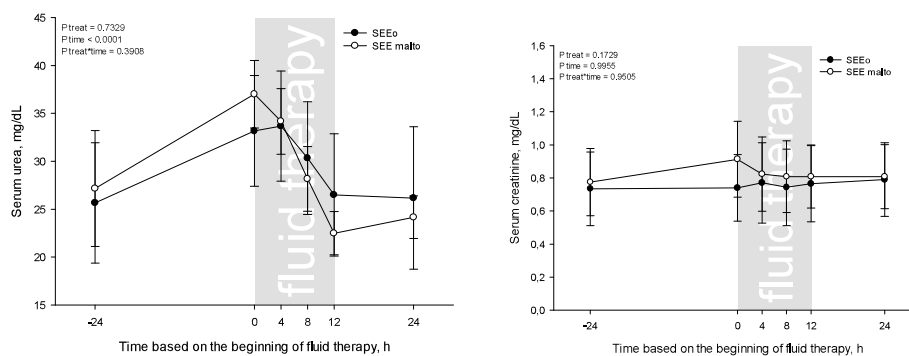 P treat = 0.7329
P time < 0.0001
P treat*time = 0.3908
SEEo
SEE malto
45
40
35
30
25
20
15
Serum urea, mg/dL
fluid therapy
-24 0 4 8 12 24
Time based on the beginning of fluid therapy, h
P treat = 0.1729
P time = 0.9955
P treat*time = 0.9505
SEEo
SEE malto
1,6
1,4
1,2
1,0
0,8
0,6
0,4
0,2
0,0
Serum creatinine, mg/dL
fluid therapy
-24 0 4 8 12 24
Time based on the beginning of fluid therapy, h